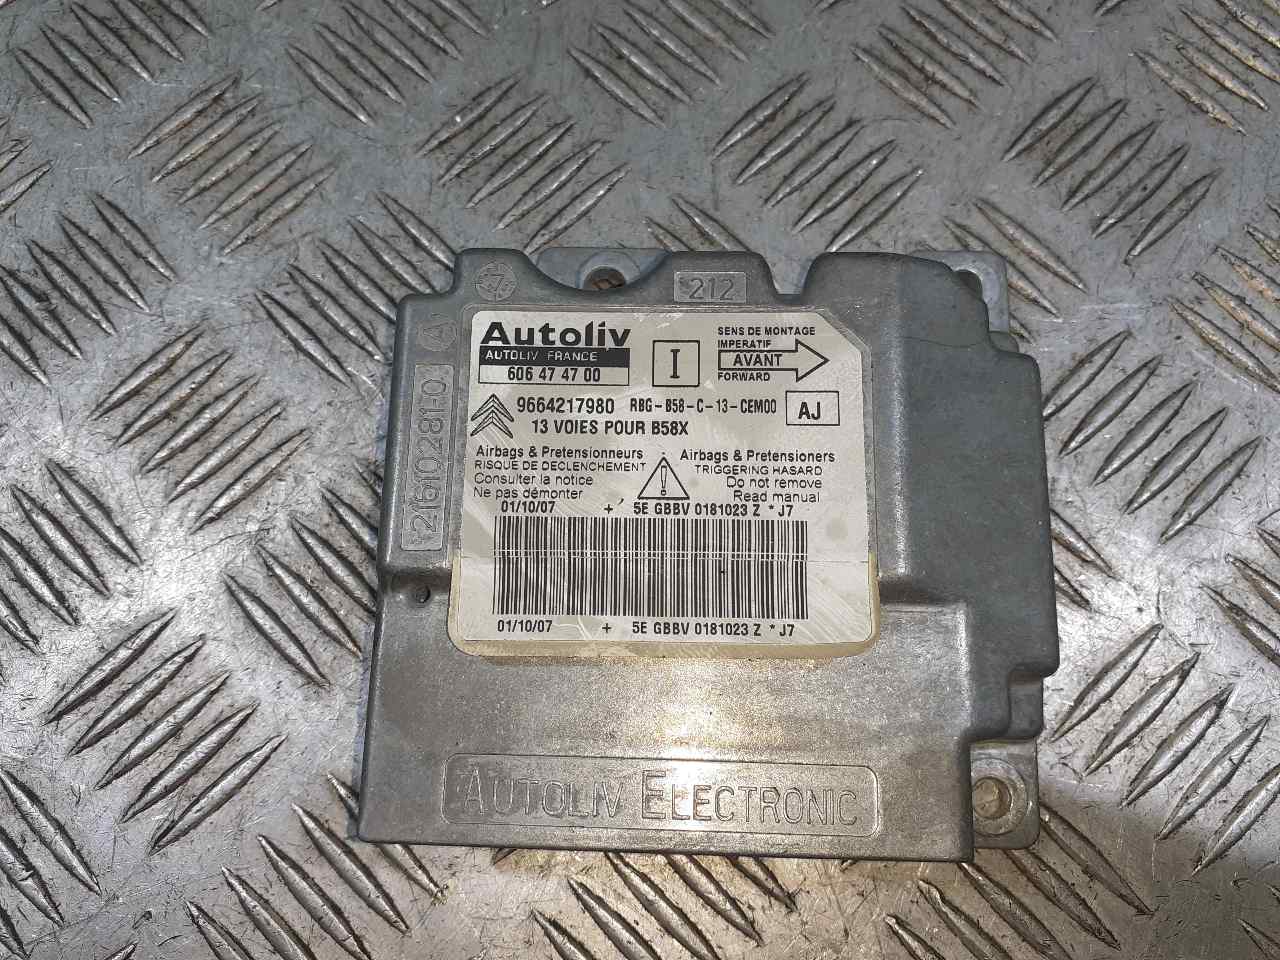 7
212
A
21610281-0
Autoliv
AUTOLIV FRANCE
606 47 47 00
I
SENS DE MONTAGE
IMPERATIF
AVANT
FORWARD
9664217980 RBG-B58-C-13-CEM00
AJ
13 VOIES POUR B58X
Airbags & Pretensionneurs
RISQUE DE DECLENCHEMENT
Consulter la notice
Ne pas démonter
Airbags & Pretensioners
TRIGGERING HASARD
Do not remove
Read manual
01/10/07 + 5E GBBV 0181023 Z * J7
01/10/07 + 5E GBBV 0181023 Z * J7
AUTOLIV ELECTRONIC